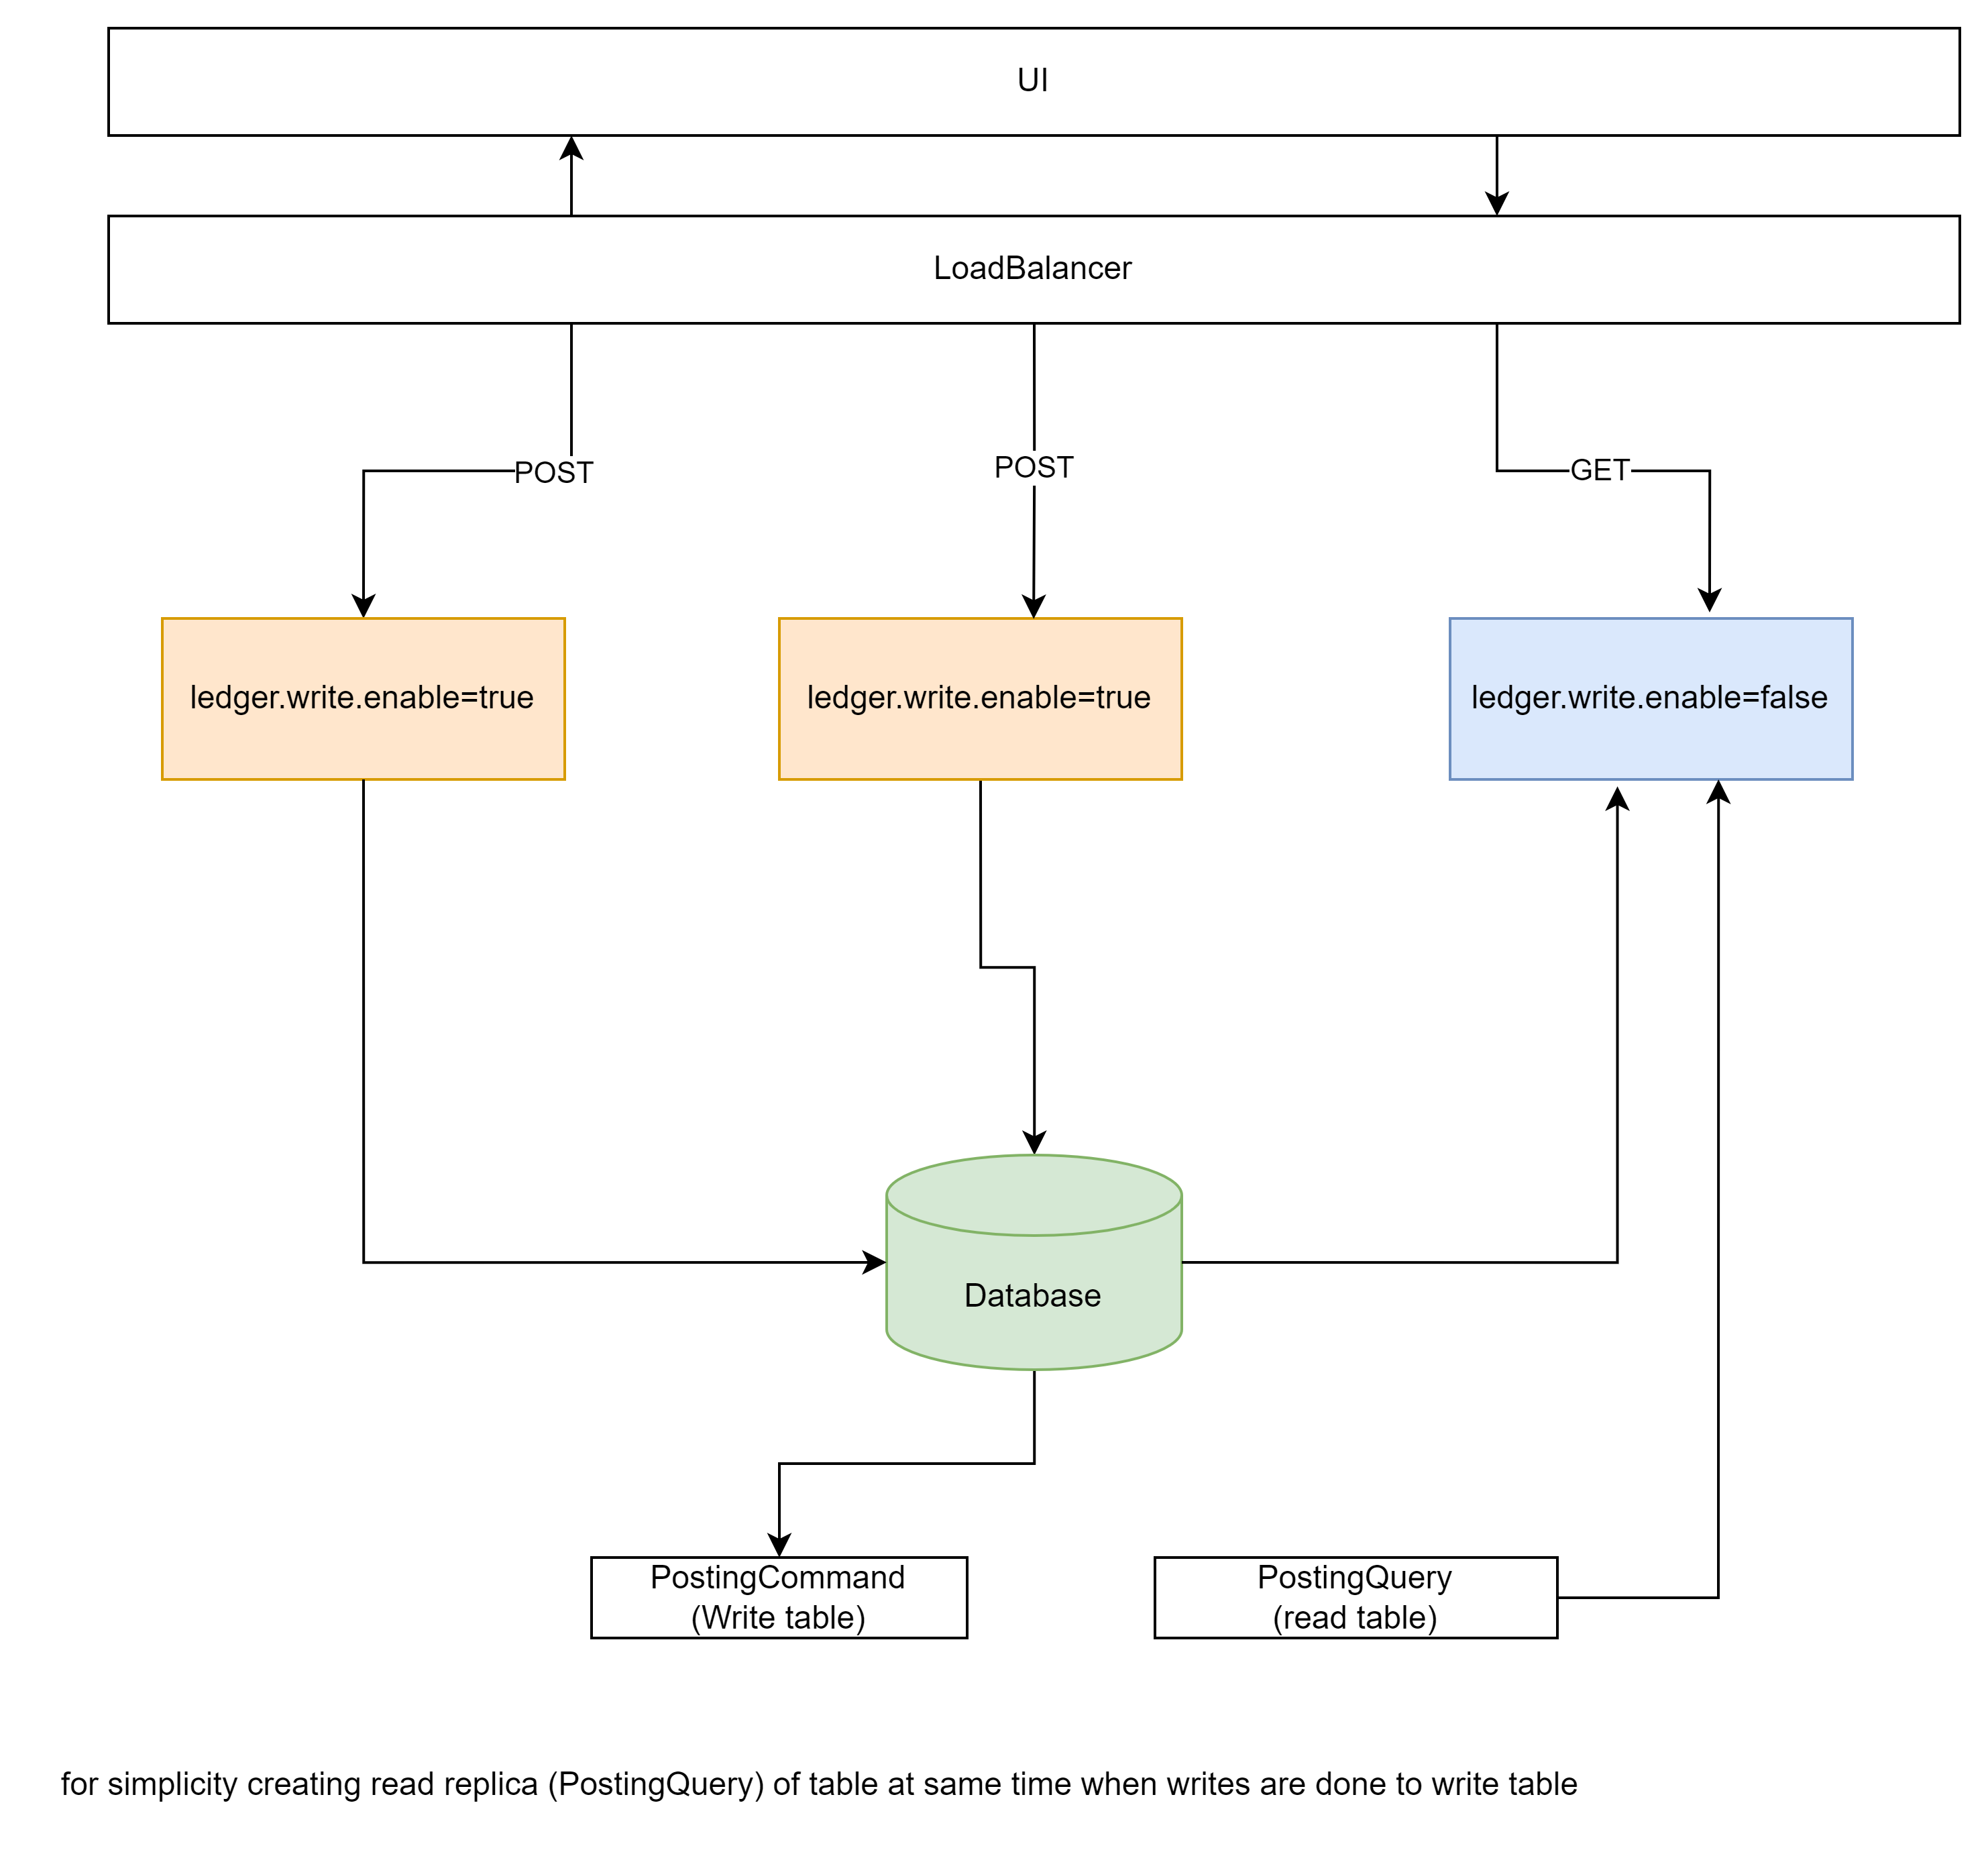 UI
LoadBalancer
POST
POST
GET
ledger.write.enable=true
ledger.write.enable=true
ledger.write.enable=false
Database
PostingCommand
(Write table)
PostingQuery
(read table)
for simplicity creating read replica (PostingQuery) of table at same time when writes are done to write table